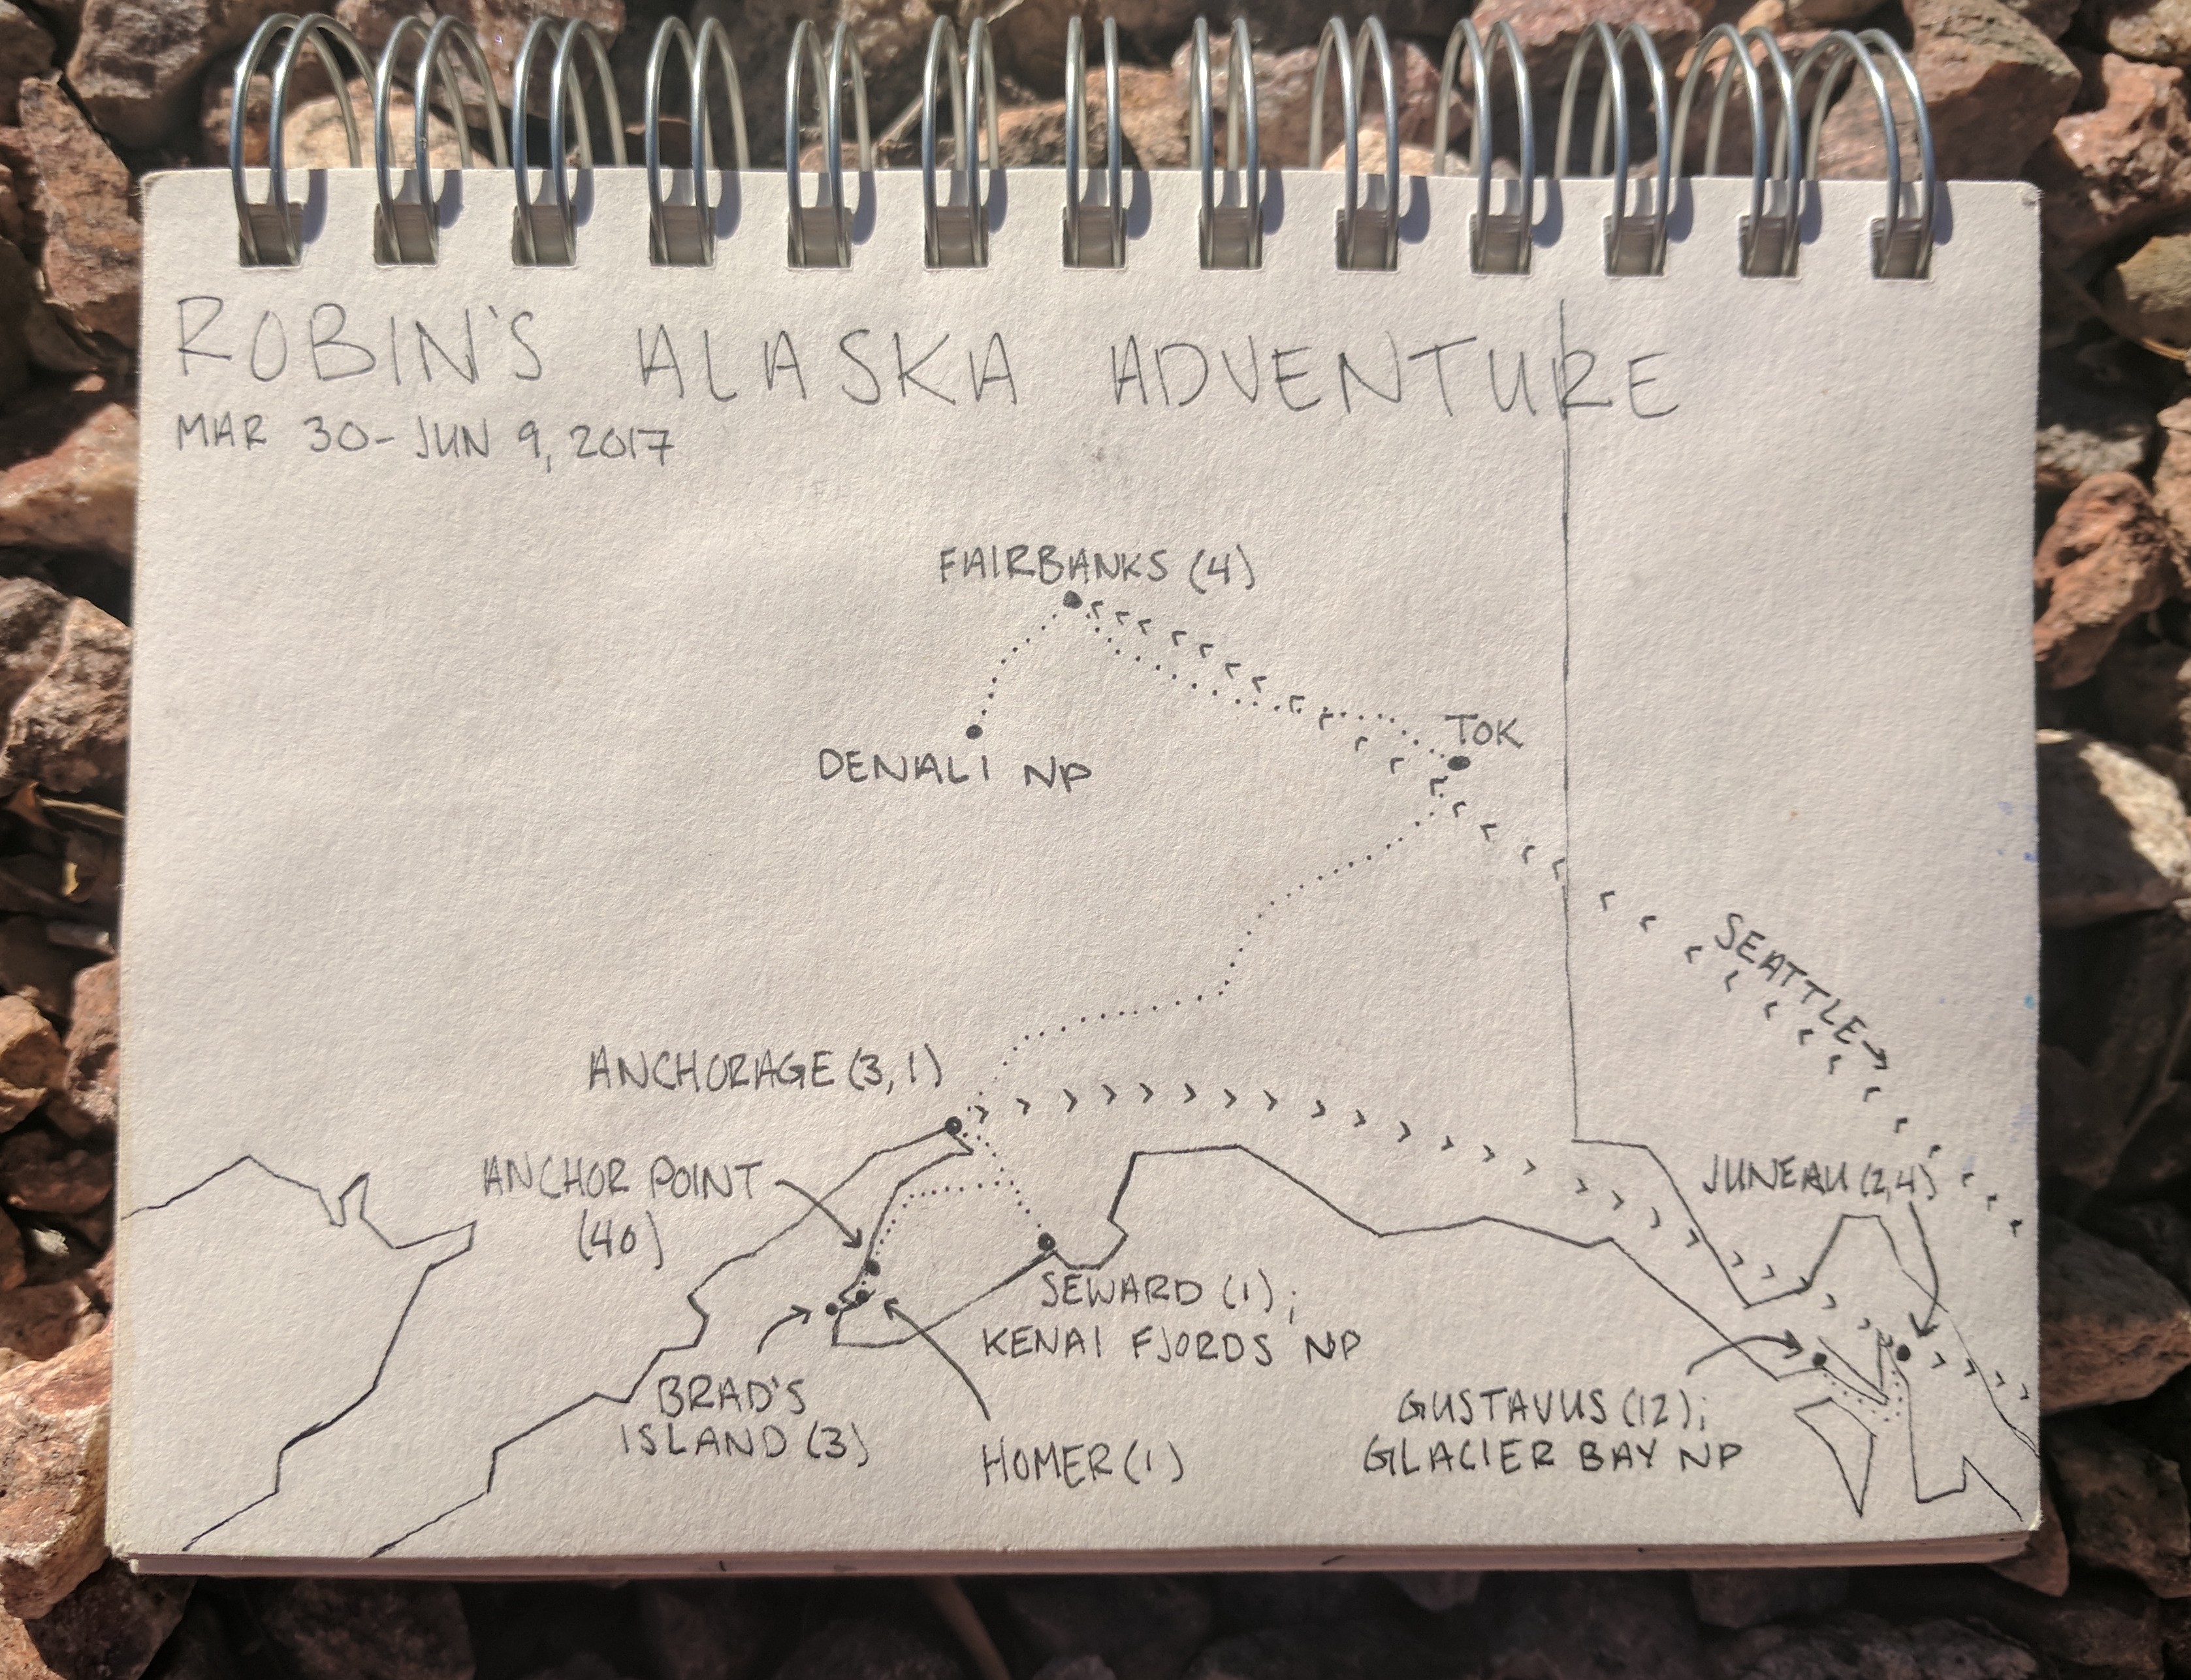 ROBIN'S ALASKA ADVENTURE
MAR 30-JUN 9, 2017
FAIRBANKS (4)
TOK
DENALI NP
SEATTLE→
ANCHORAGE (3,1)
ANCHOR POINT
(40)
JUNEAU (2,4)
SEWARD (1);
KENAI FJORDS NP
BRAD'S
ISLAND (3)
HOMER (1)
GUSTAVUS (12);
GLACIER BAY NP